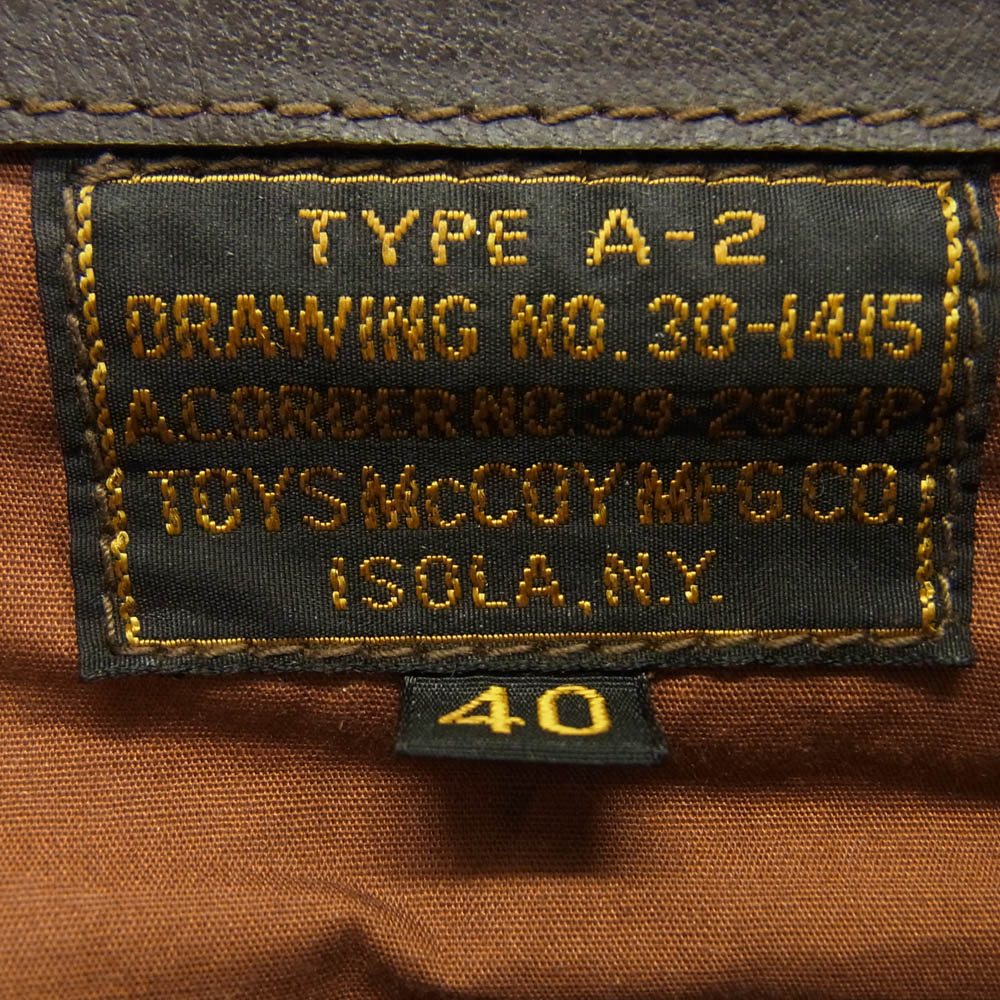 TYPE A-2
DRAWING NO. 30-1415
A.C.ORDER NO.39-2951P
TOYS McCOY MFG.CO.
ISOLA, N.Y.
40